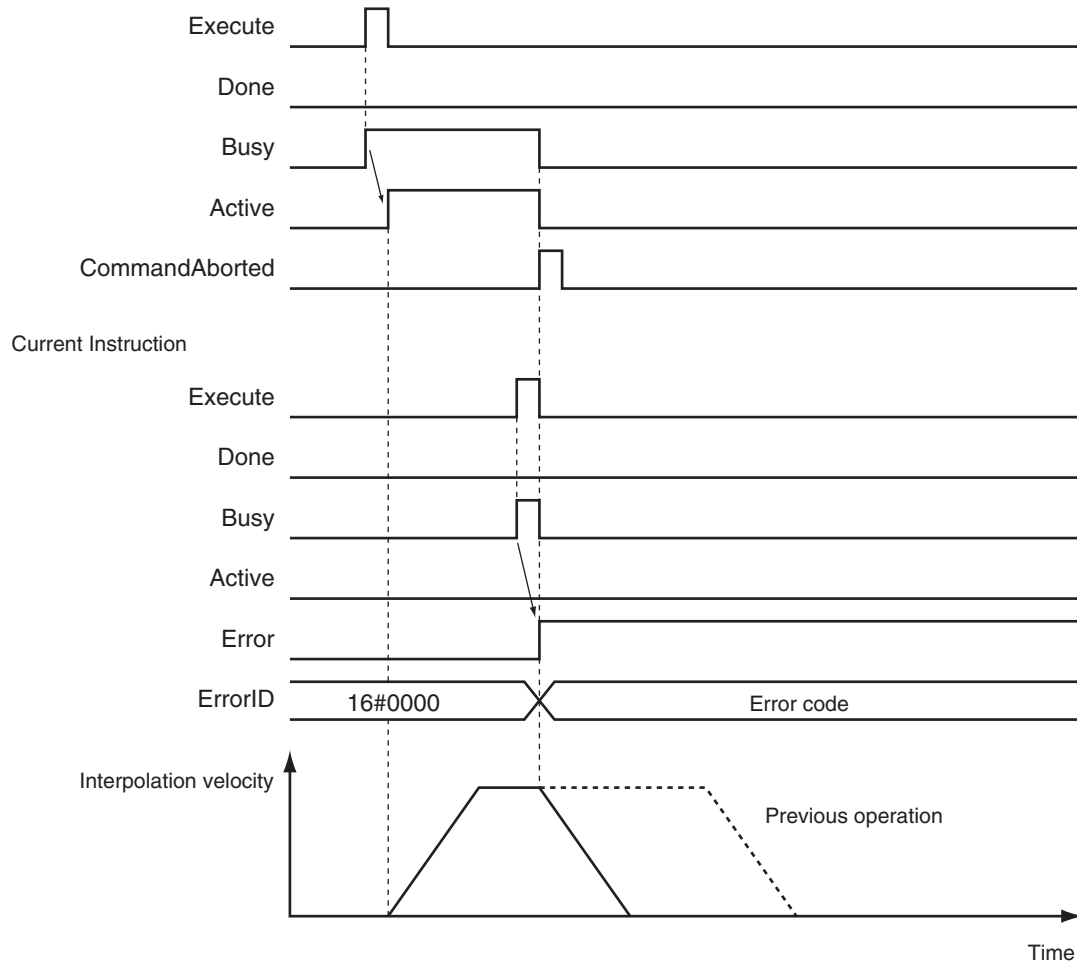 Execute
Done
Busy
Active
CommandAborted
Current Instruction
Execute
Done
Busy
Active
Error
ErrorID 16#0000 Error code
Interpolation velocity
Previous operation
Time